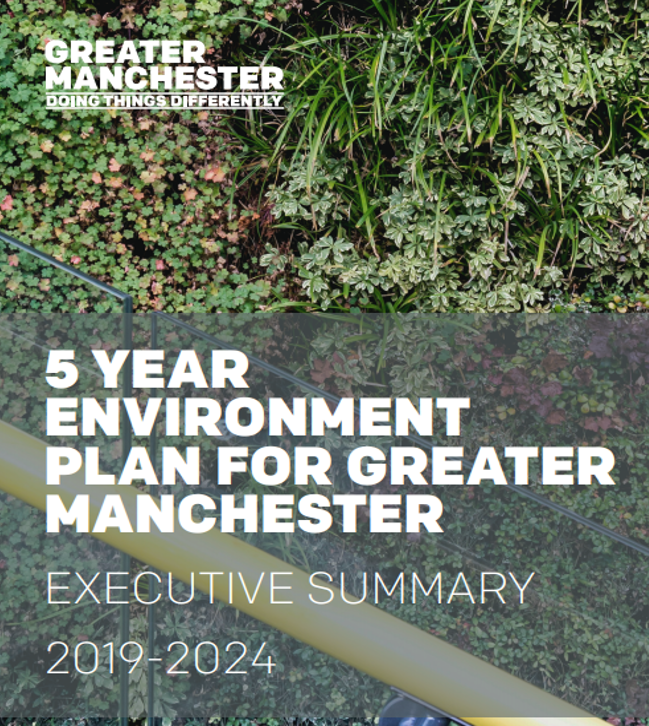 GREATER
MANCHESTER
DOING THINGS DIFFERENTLY
5 YEAR
ENVIRONMENT
PLAN FOR GREATER
MANCHESTER
EXECUTIVE SUMMARY
2019-2024